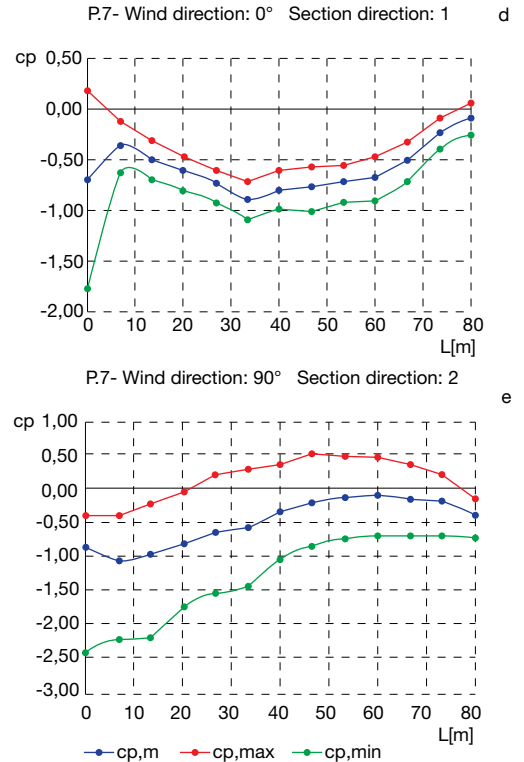 P.7- Wind direction: 0° Section direction: 1
d
cp
0,50
0,00
-0,50
-1,00
-1,50
-2,00
0 10 20 30 40 50 60 70 80
L[m]
P.7- Wind direction: 90° Section direction: 2
e
cp
1,00
0,50
0,00
-0,50
-1,00
-1,50
-2,00
-2,50
-3,00
0 10 20 30 40 50 60 70 80
L[m]
cp,m cp,max cp,min